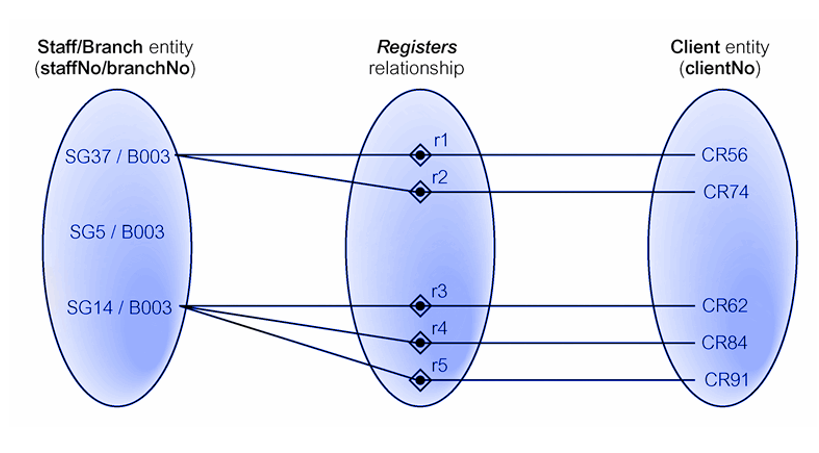 Staff/Branch entity
(staffNo/branchNo)
Registers
relationship
Client entity
(clientNo)
SG37 / B003
r1
CR56
r2
CR74
SG5 / B003
SG14 / B003
r3
CR62
r4
CR84
r5
CR91